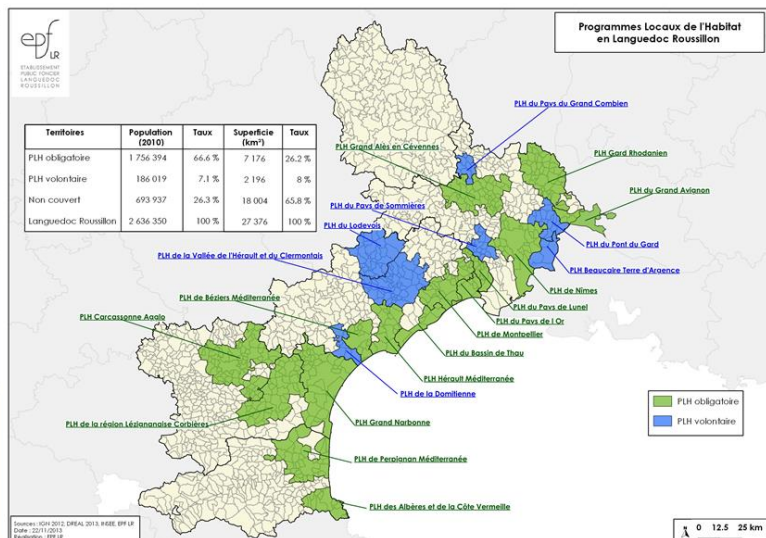 epf LR
ETABLISSEMENT
PUBLIC FONCIER
LANGUEDOC
ROUSSILLON
Programmes Locaux de l'Habitat
en Languedoc Roussillon
Territoires Population (2010) Taux Superficie (km²) Taux
PLH obligatoire 1 756 394 66.6 % 7 176 26.2 %
PLH volontaire 186 019 7.1 % 2 196 8 %
Non couvert 693 937 26.3 % 18 004 65.8 %
Languedoc Roussillon 2 636 350 100 % 27 376 100 %
PLH du Pays du Grand Combien
PLH Grand Alès en Cévennes
PLH Gard Rhodanien
PLH du Grand Avignon
PLH du Pays de Sommières
PLH du Lodevois
PLH du Pont du Gard
PLH de la Vallée de l'Hérault et du Clermontais
PLH Beaucaire Terre d'Argence
PLH de Nîmes
PLH de Béziers Méditerranée
PLH du Pays de Lunel
PLH Carcassonne Agglo
PLH du Pays de l Or
PLH de Montpellier
PLH du Bassin de Thau
PLH Hérault Méditerranée
PLH de la Domitienne
PLH obligatoire
PLH volontaire
PLH de la région Lézignanaise Corbières
PLH Grand Narbonne
PLH de Perpignan Méditerranée
PLH des Albères et de la Côte Vermeille
Sources : IGN 2012, DREAL 2013, INSEE, EPF LR
Date : 22/11/2013
Réalisation : EPF LR
0 12.5 25 km